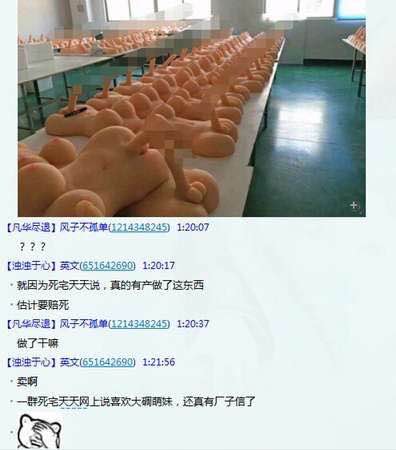 【凡华尽退】风子不孤单(1214348245) 1:20:07
？？？
【浊浊于心】英文(651642690) 1:20:17
就因为死宅天天说，真的有产做了这东西
估计要赔死
【凡华尽退】风子不孤单(1214348245) 1:20:37
做了干嘛
【浊浊于心】英文(651642690) 1:21:56
卖啊
一群死宅天天网上说喜欢大碉萌妹，还真有厂子信了